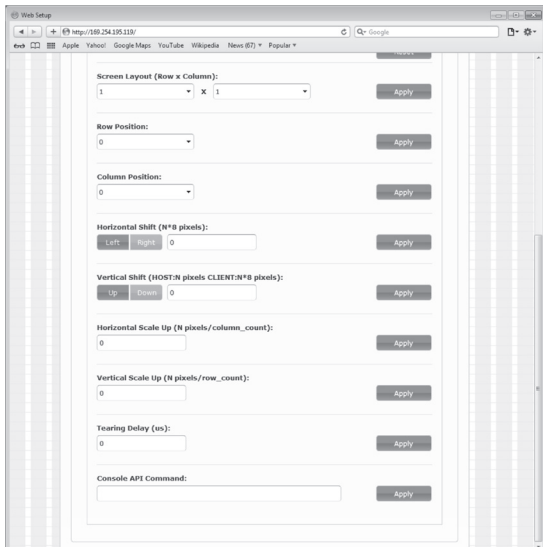 Web Setup
http://169.254.195.119/
Google
Apple Yahoo! Google Maps YouTube Wikipedia News (67) Popular
Screen Layout (Row x Column):
1 X 1 Apply
Row Position:
0 Apply
Column Position:
0 Apply
Horizontal Shift (N*8 pixels):
Left Right 0 Apply
Vertical Shift (HOST:N pixels CLIENT:N*8 pixels):
Up Down 0 Apply
Horizontal Scale Up (N pixels/column_count):
0 Apply
Vertical Scale Up (N pixels/row_count):
0 Apply
Tearing Delay (us):
0 Apply
Console API Command:
Apply